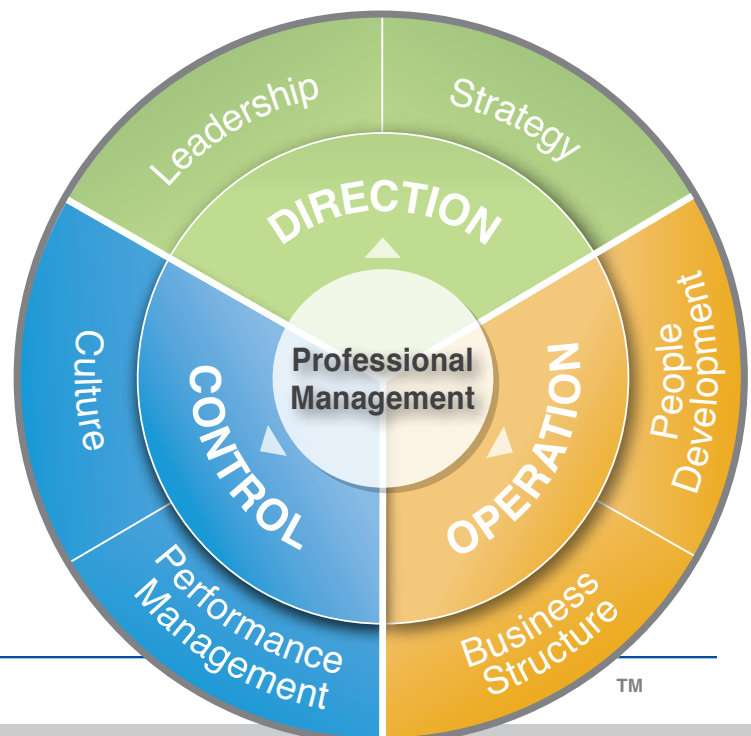 Leadership
Strategy
DIRECTION
Professional
Management
CONTROL
OPERATION
Culture
People
Development
Performance
Management
Business
Structure
TM